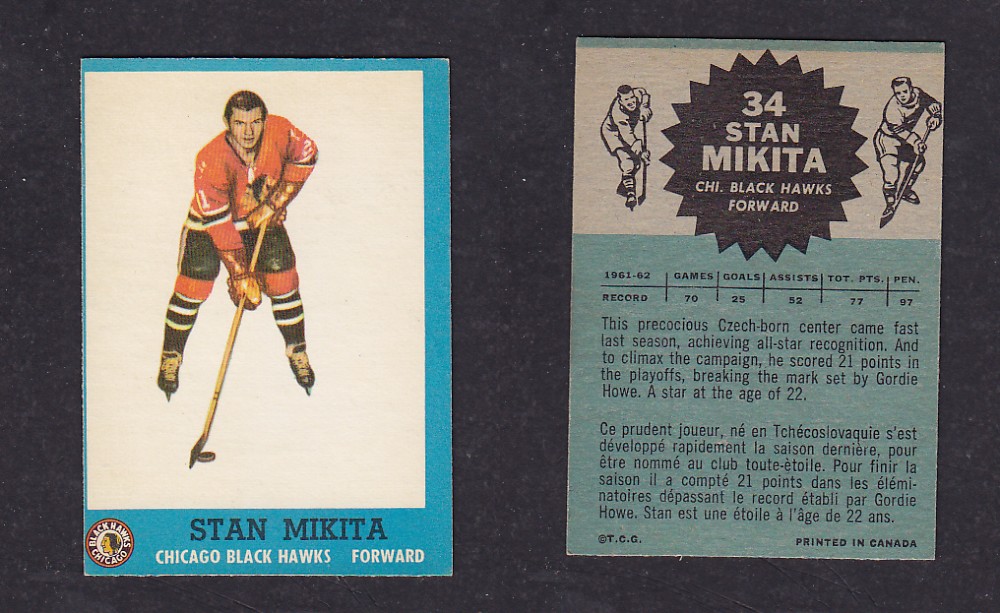 STAN MIKITA
CHICAGO BLACK HAWKS FORWARD
BLACK HAWKS
CHICAGO
34
STAN
MIKITA
CHI. BLACK HAWKS
FORWARD
1961-62 GAMES GOALS ASSISTS TOT. PTS. PEN.
RECORD 70 25 52 77 97
This precocious Czech-born center came fast
last season, achieving all-star recognition. And
to climax the campaign, he scored 21 points in
the playoffs, breaking the mark set by Gordie
Howe. A star at the age of 22.
Ce prudent joueur, né en Tchécoslovaquie s'est
développé rapidement la saison dernière, pour
être nommé au club toute-ètoile. Pour finir la
saison il a compté 21 points dans les élémi-
natoires dépassant le record établi par Gordie
Howe. Stan est une étoile à l'âge de 22 ans.
©T.C.G. PRINTED IN CANADA